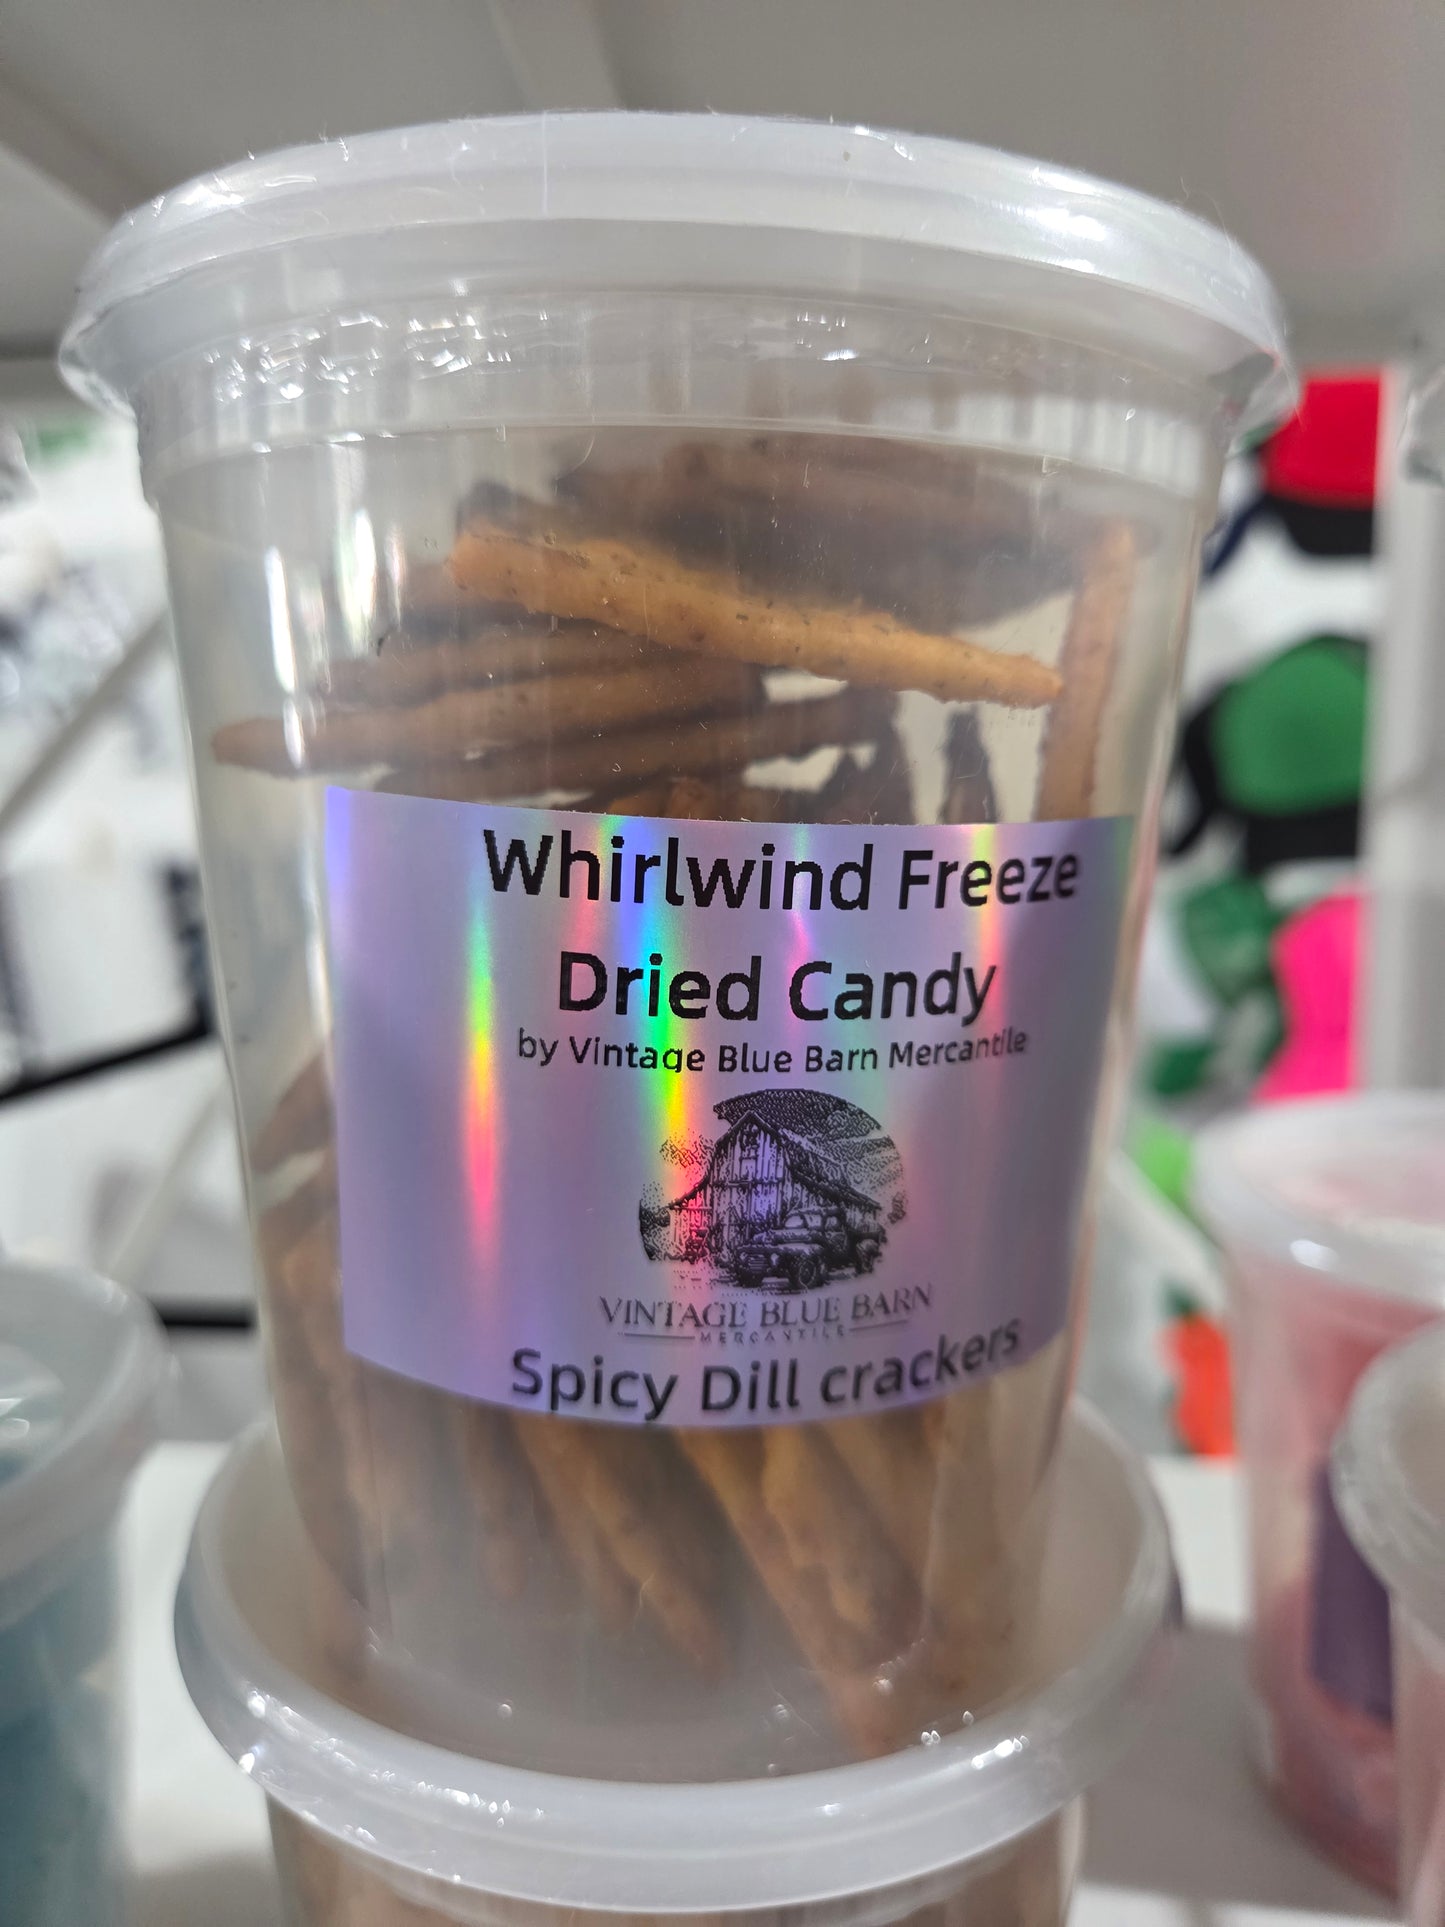 Whirlwind Freeze
Dried Candy
by Vintage Blue Barn Mercantile
VINTAGE BLUE BARN
MERCANTILE
Spicy Dill crackers